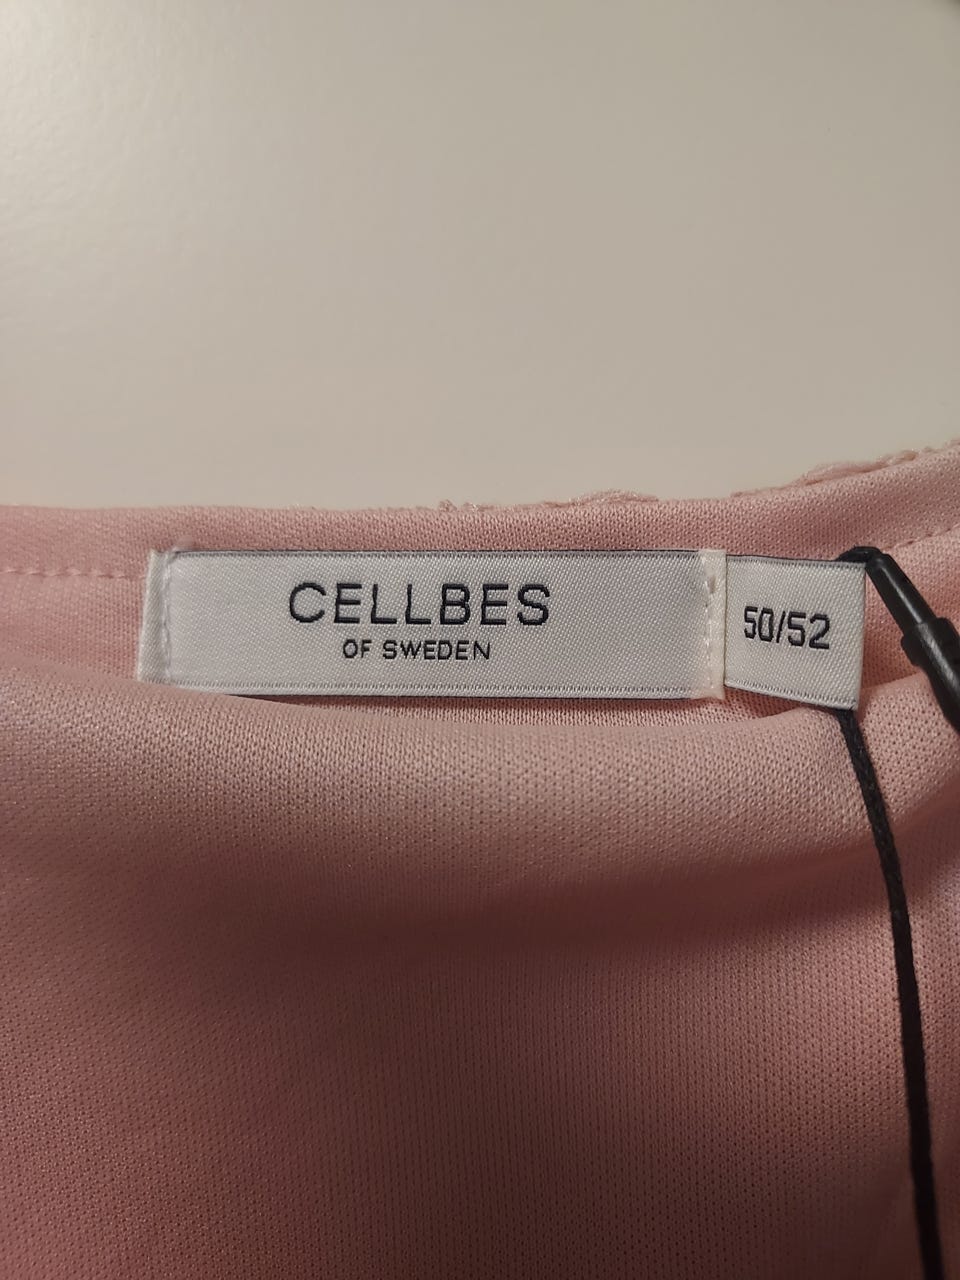 CELLBES
OF SWEDEN
50/52